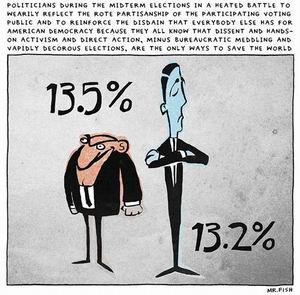 POLITICIANS DURING THE MIDTERM ELECTIONS IN A HEATED BATTLE TO
WEARILY REFLECT THE ROTE PARTISANSHIP OF THE PARTICIPATING VOTING
PUBLIC AND TO REINFORCE THE DISDAIN THAT EVERYBODY ELSE HAS FOR
AMERICAN DEMOCRACY BECAUSE THEY ALL KNOW THAT DISSENT AND HANDS-
ON ACTIVISM AND DIRECT ACTION, MINUS BUREAUCRATIC MEDDLING AND
VAPIDLY DECOROUS ELECTIONS, ARE THE ONLY WAYS TO SAVE THE WORLD
13.5%
13.2%
MR. FISH